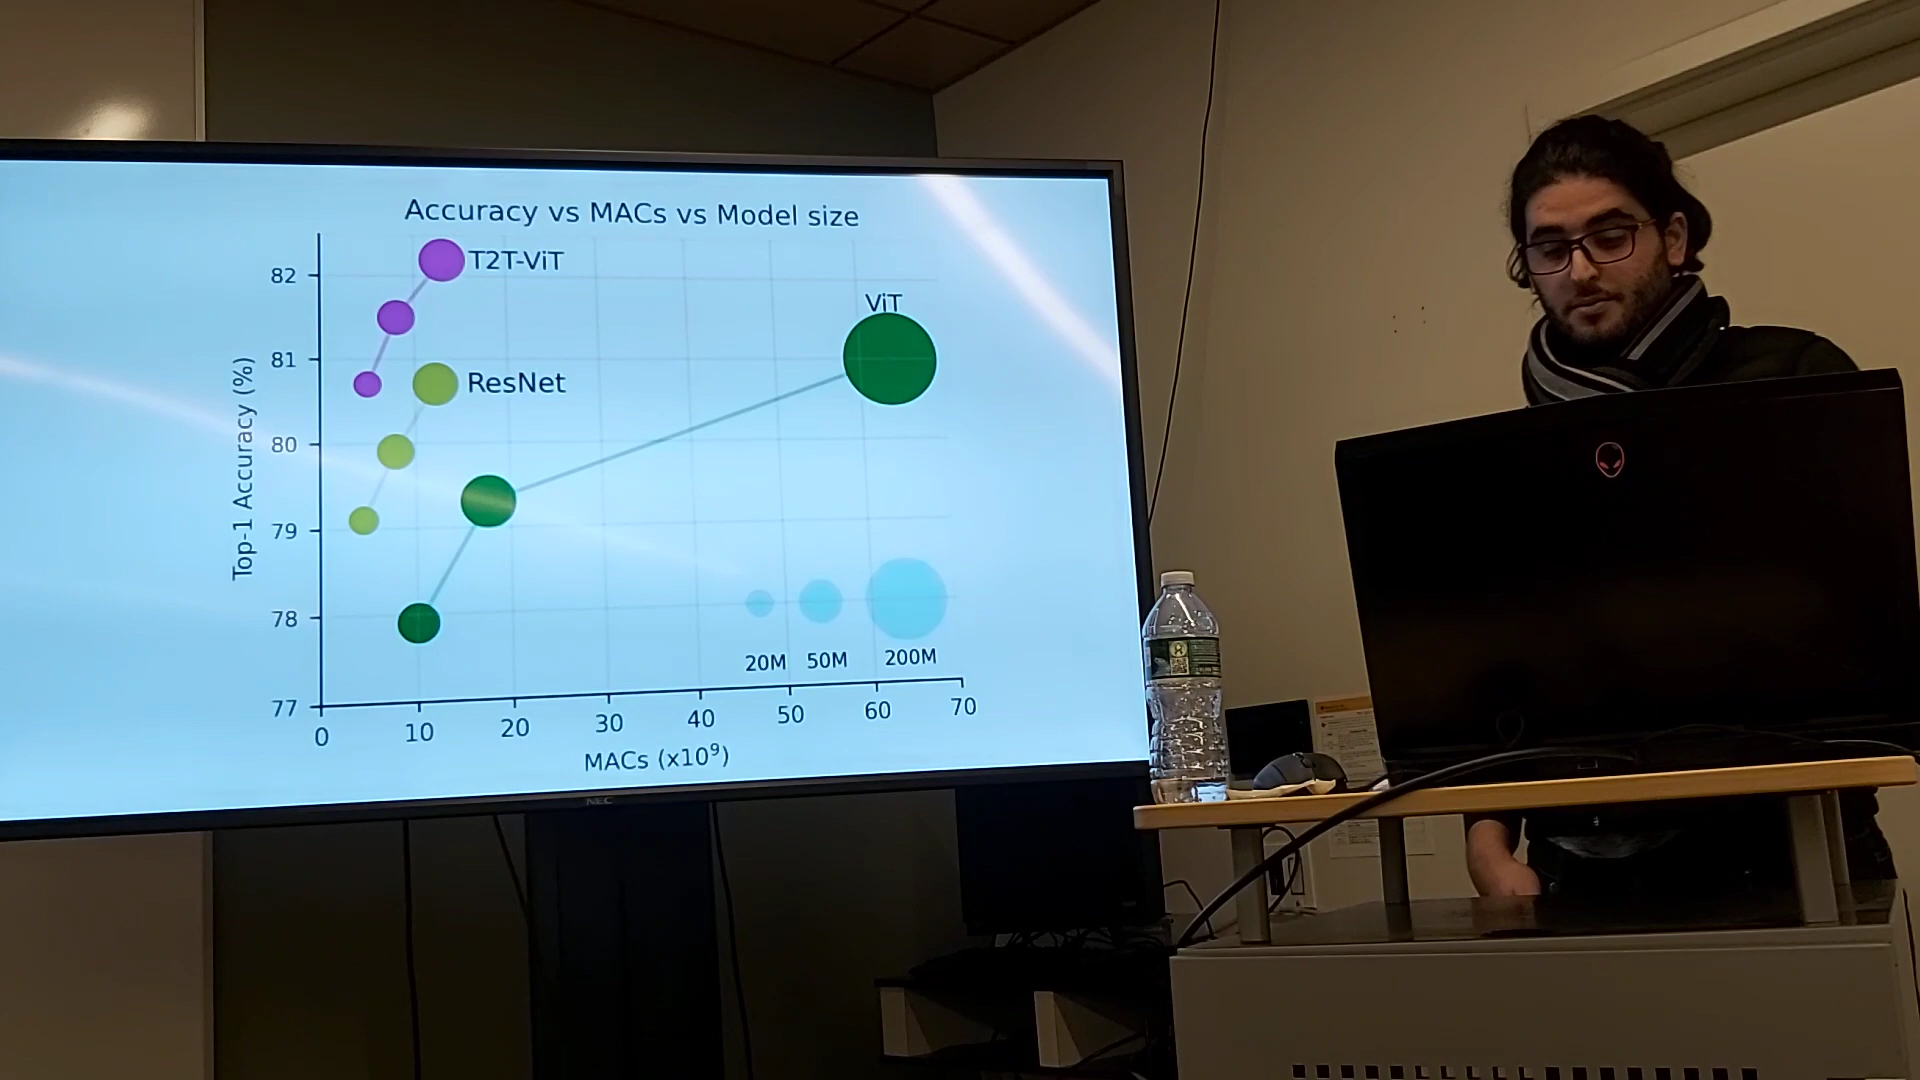 Accuracy vs MACs vs Model size
T2T-ViT
ViT
ResNet
82
81
80
79
78
77
Top-1 Accuracy (%)
20M 50M 200M
0 10 20 30 40 50 60 70
MACs (x10⁹)
NEC